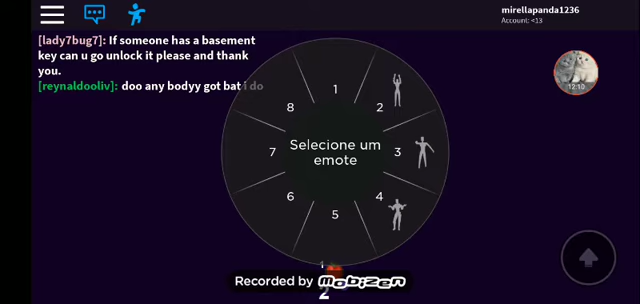 mirellapanda1236
Account: <13
[lady7bug7]: If someone has a basement
key can u go unlock it please and thank
you.
[reynaldooliv]: doo any bodyy got bat i do
1
8
2
7
Selecione um
emote
3
6
4
5
12:10
1
Recorded by mobizen
2